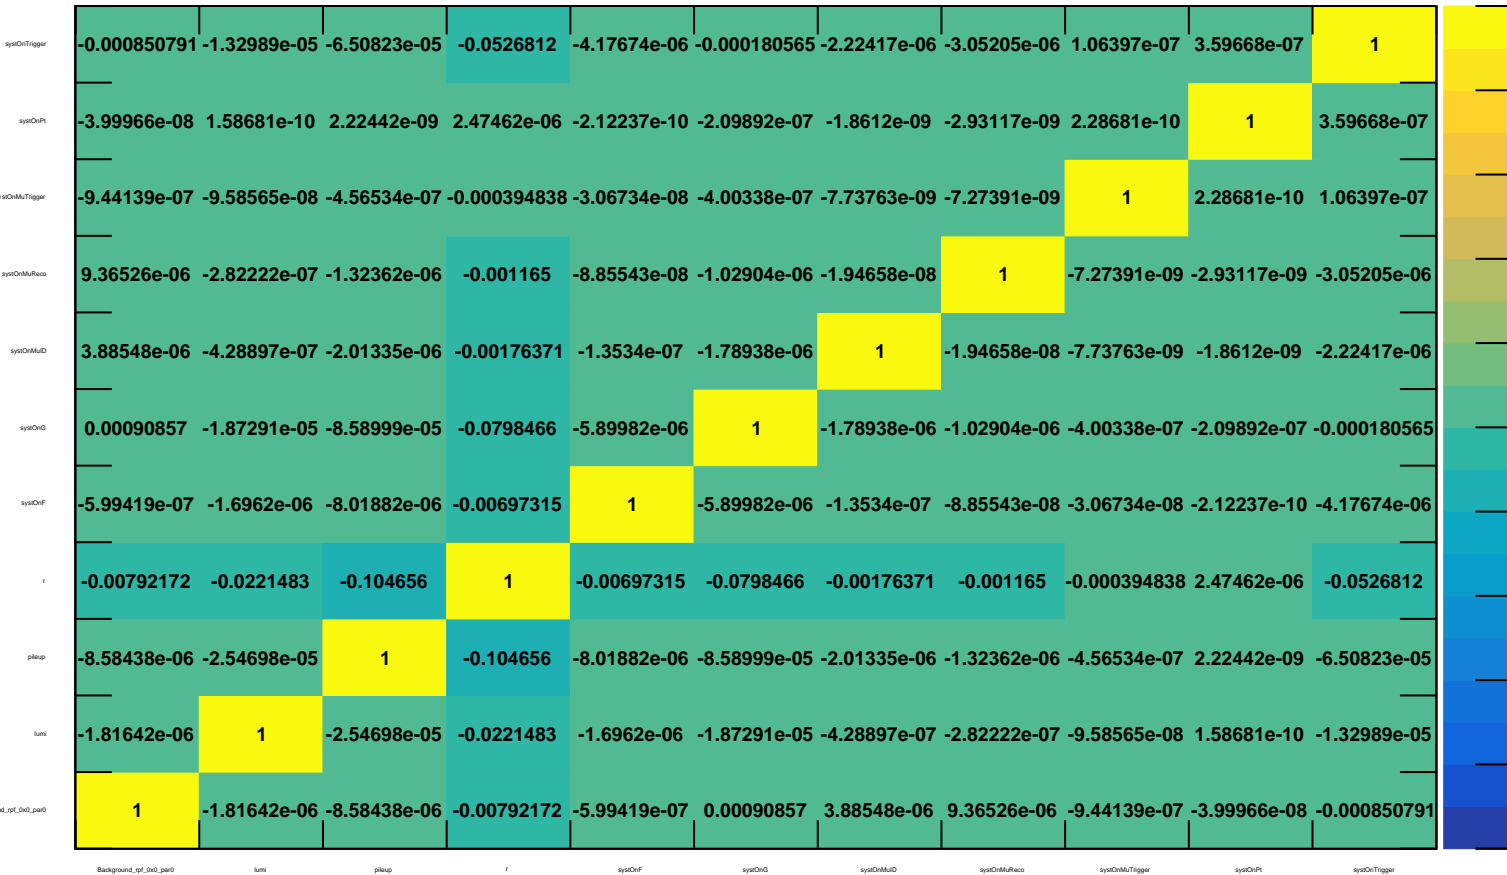 systOnTrigger -0.000850791 -1.32989e-05 -6.50823e-05 -0.0526812 -4.17674e-06 -0.000180565 -2.22417e-06 -3.05205e-06 1.06397e-07 3.59668e-07 1
systOnPt -3.99966e-08 1.58681e-10 2.22442e-09 2.47462e-06 -2.12237e-10 -2.09892e-07 -1.8612e-09 -2.93117e-09 2.28681e-10 1 3.59668e-07
stOnMuTrigger -9.44139e-07 -9.58565e-08 -4.56534e-07 -0.000394838 -3.06734e-08 -4.00338e-07 -7.73763e-09 -7.27391e-09 1 2.28681e-10 1.06397e-07
systOnMuReco 9.36526e-06 -2.82222e-07 -1.32362e-06 -0.001165 -8.85543e-08 -1.02904e-06 -1.94658e-08 1 -7.27391e-09 -2.93117e-09 -3.05205e-06
systOnMuID 3.88548e-06 -4.28897e-07 -2.01335e-06 -0.00176371 -1.3534e-07 -1.78938e-06 1 -1.94658e-08 -7.73763e-09 -1.8612e-09 -2.22417e-06
systOnG 0.00090857 -1.87291e-05 -8.58999e-05 -0.0798466 -5.89982e-06 1 -1.78938e-06 -1.02904e-06 -4.00338e-07 -2.09892e-07 -0.000180565
systOnF -5.99419e-07 -1.6962e-06 -8.01882e-06 -0.00697315 1 -5.89982e-06 -1.3534e-07 -8.85543e-08 -3.06734e-08 -2.12237e-10 -4.17674e-06
r -0.00792172 -0.0221483 -0.104656 1 -0.00697315 -0.0798466 -0.00176371 -0.001165 -0.000394838 2.47462e-06 -0.0526812
pileup -8.58438e-06 -2.54698e-05 1 -0.104656 -8.01882e-06 -8.58999e-05 -2.01335e-06 -1.32362e-06 -4.56534e-07 2.22442e-09 -6.50823e-05
lumi -1.81642e-06 1 -2.54698e-05 -0.0221483 -1.6962e-06 -1.87291e-05 -4.28897e-07 -2.82222e-07 -9.58565e-08 1.58681e-10 -1.32989e-05
d_rpf_0x0_par0 1 -1.81642e-06 -8.58438e-06 -0.00792172 -5.99419e-07 0.00090857 3.88548e-06 9.36526e-06 -9.44139e-07 -3.99966e-08 -0.000850791
Background_rpf_0x0_par0 lumi pileup r systOnF systOnG systOnMuID systOnMuReco systOnMuTrigger systOnPt systOnTrigger